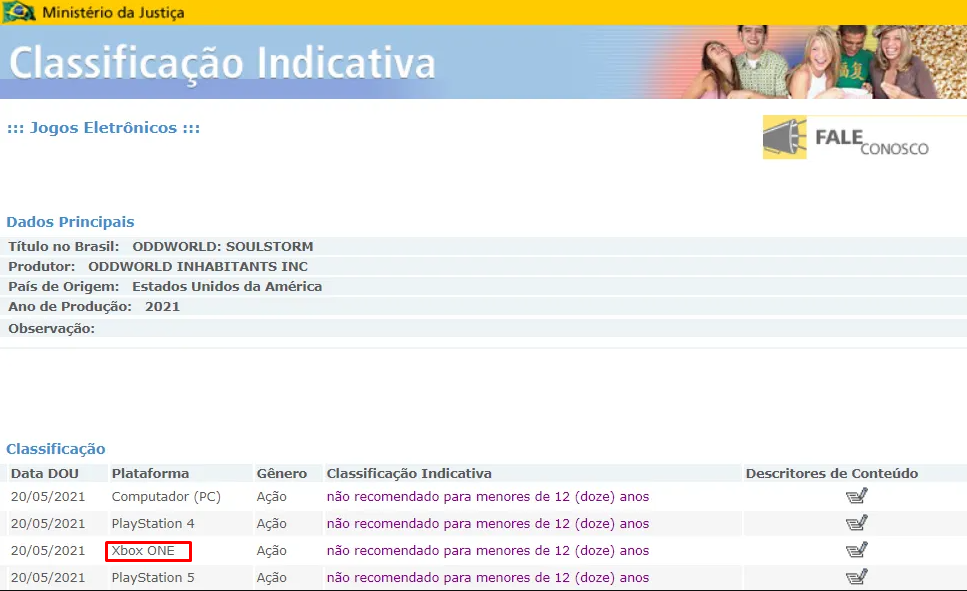 Ministério da Justiça
Classificação Indicativa
福
复
::: Jogos Eletrônicos :::
FALE
CONOSCO
Dados Principais
Título no Brasil: ODDWORLD: SOULSTORM
Produtor: ODDWORLD INHABITANTS INC
País de Origem: Estados Unidos da América
Ano de Produção: 2021
Observação:
Classificação
Data DOU Plataforma Gênero Classificação Indicativa Descritores de Conteúdo
20/05/2021 Computador (PC) Ação não recomendado para menores de 12 (doze) anos
20/05/2021 PlayStation 4 Ação não recomendado para menores de 12 (doze) anos
20/05/2021 Xbox ONE Ação não recomendado para menores de 12 (doze) anos
20/05/2021 PlayStation 5 Ação não recomendado para menores de 12 (doze) anos